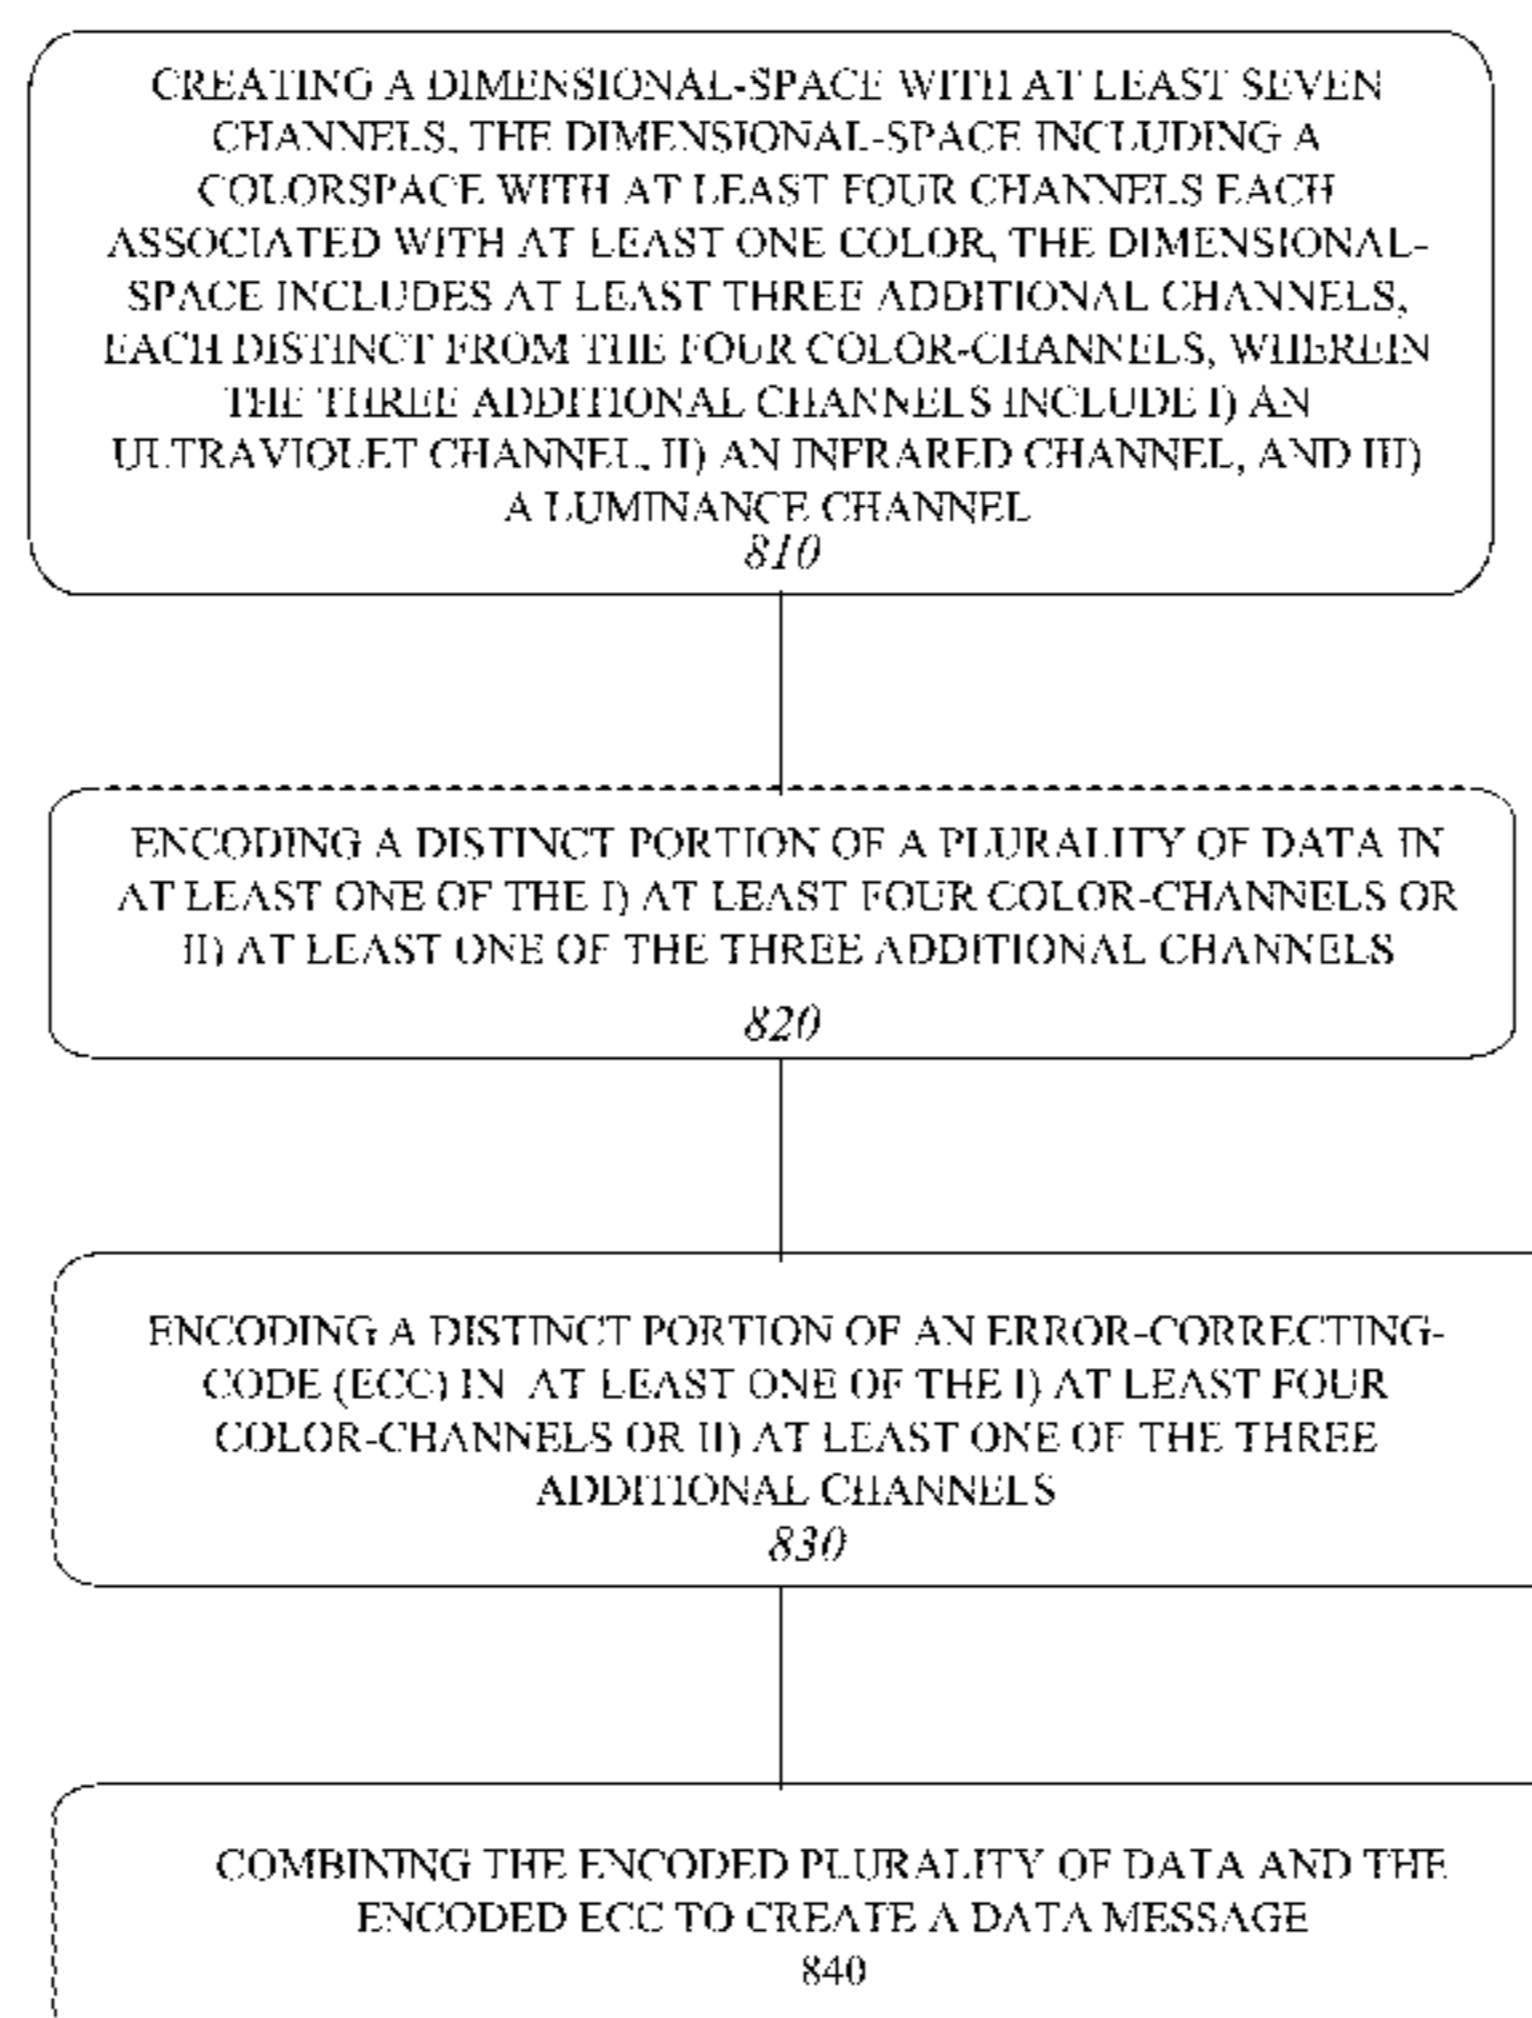 CREATING A DIMENSIONAL-SPACE WITH AT LEAST SEVEN
CHANNELS, THE DIMENSIONAL-SPACE INCLUDING A
COLORSPACE WITH AT LEAST FOUR CHANNELS EACH
ASSOCIATED WITH AT LEAST ONE COLOR, THE DIMENSIONAL-
SPACE INCLUDES AT LEAST THREE ADDITIONAL CHANNELS,
EACH DISTINCT FROM THE FOUR COLOR-CHANNELS, WHEREIN
THE THREE ADDITIONAL CHANNELS INCLUDE I) AN
ULTRAVIOLET CHANNEL, II) AN INFRARED CHANNEL, AND III)
A LUMINANCE CHANNEL
810
ENCODING A DISTINCT PORTION OF A PLURALITY OF DATA IN
AT LEAST ONE OF THE I) AT LEAST FOUR COLOR-CHANNELS OR
II) AT LEAST ONE OF THE THREE ADDITIONAL CHANNELS
820
ENCODING A DISTINCT PORTION OF AN ERROR-CORRECTING-
CODE (ECC) IN AT LEAST ONE OF THE I) AT LEAST FOUR
COLOR-CHANNELS OR II) AT LEAST ONE OF THE THREE
ADDITIONAL CHANNELS
830
COMBINING THE ENCODED PLURALITY OF DATA AND THE
ENCODED ECC TO CREATE A DATA MESSAGE
840